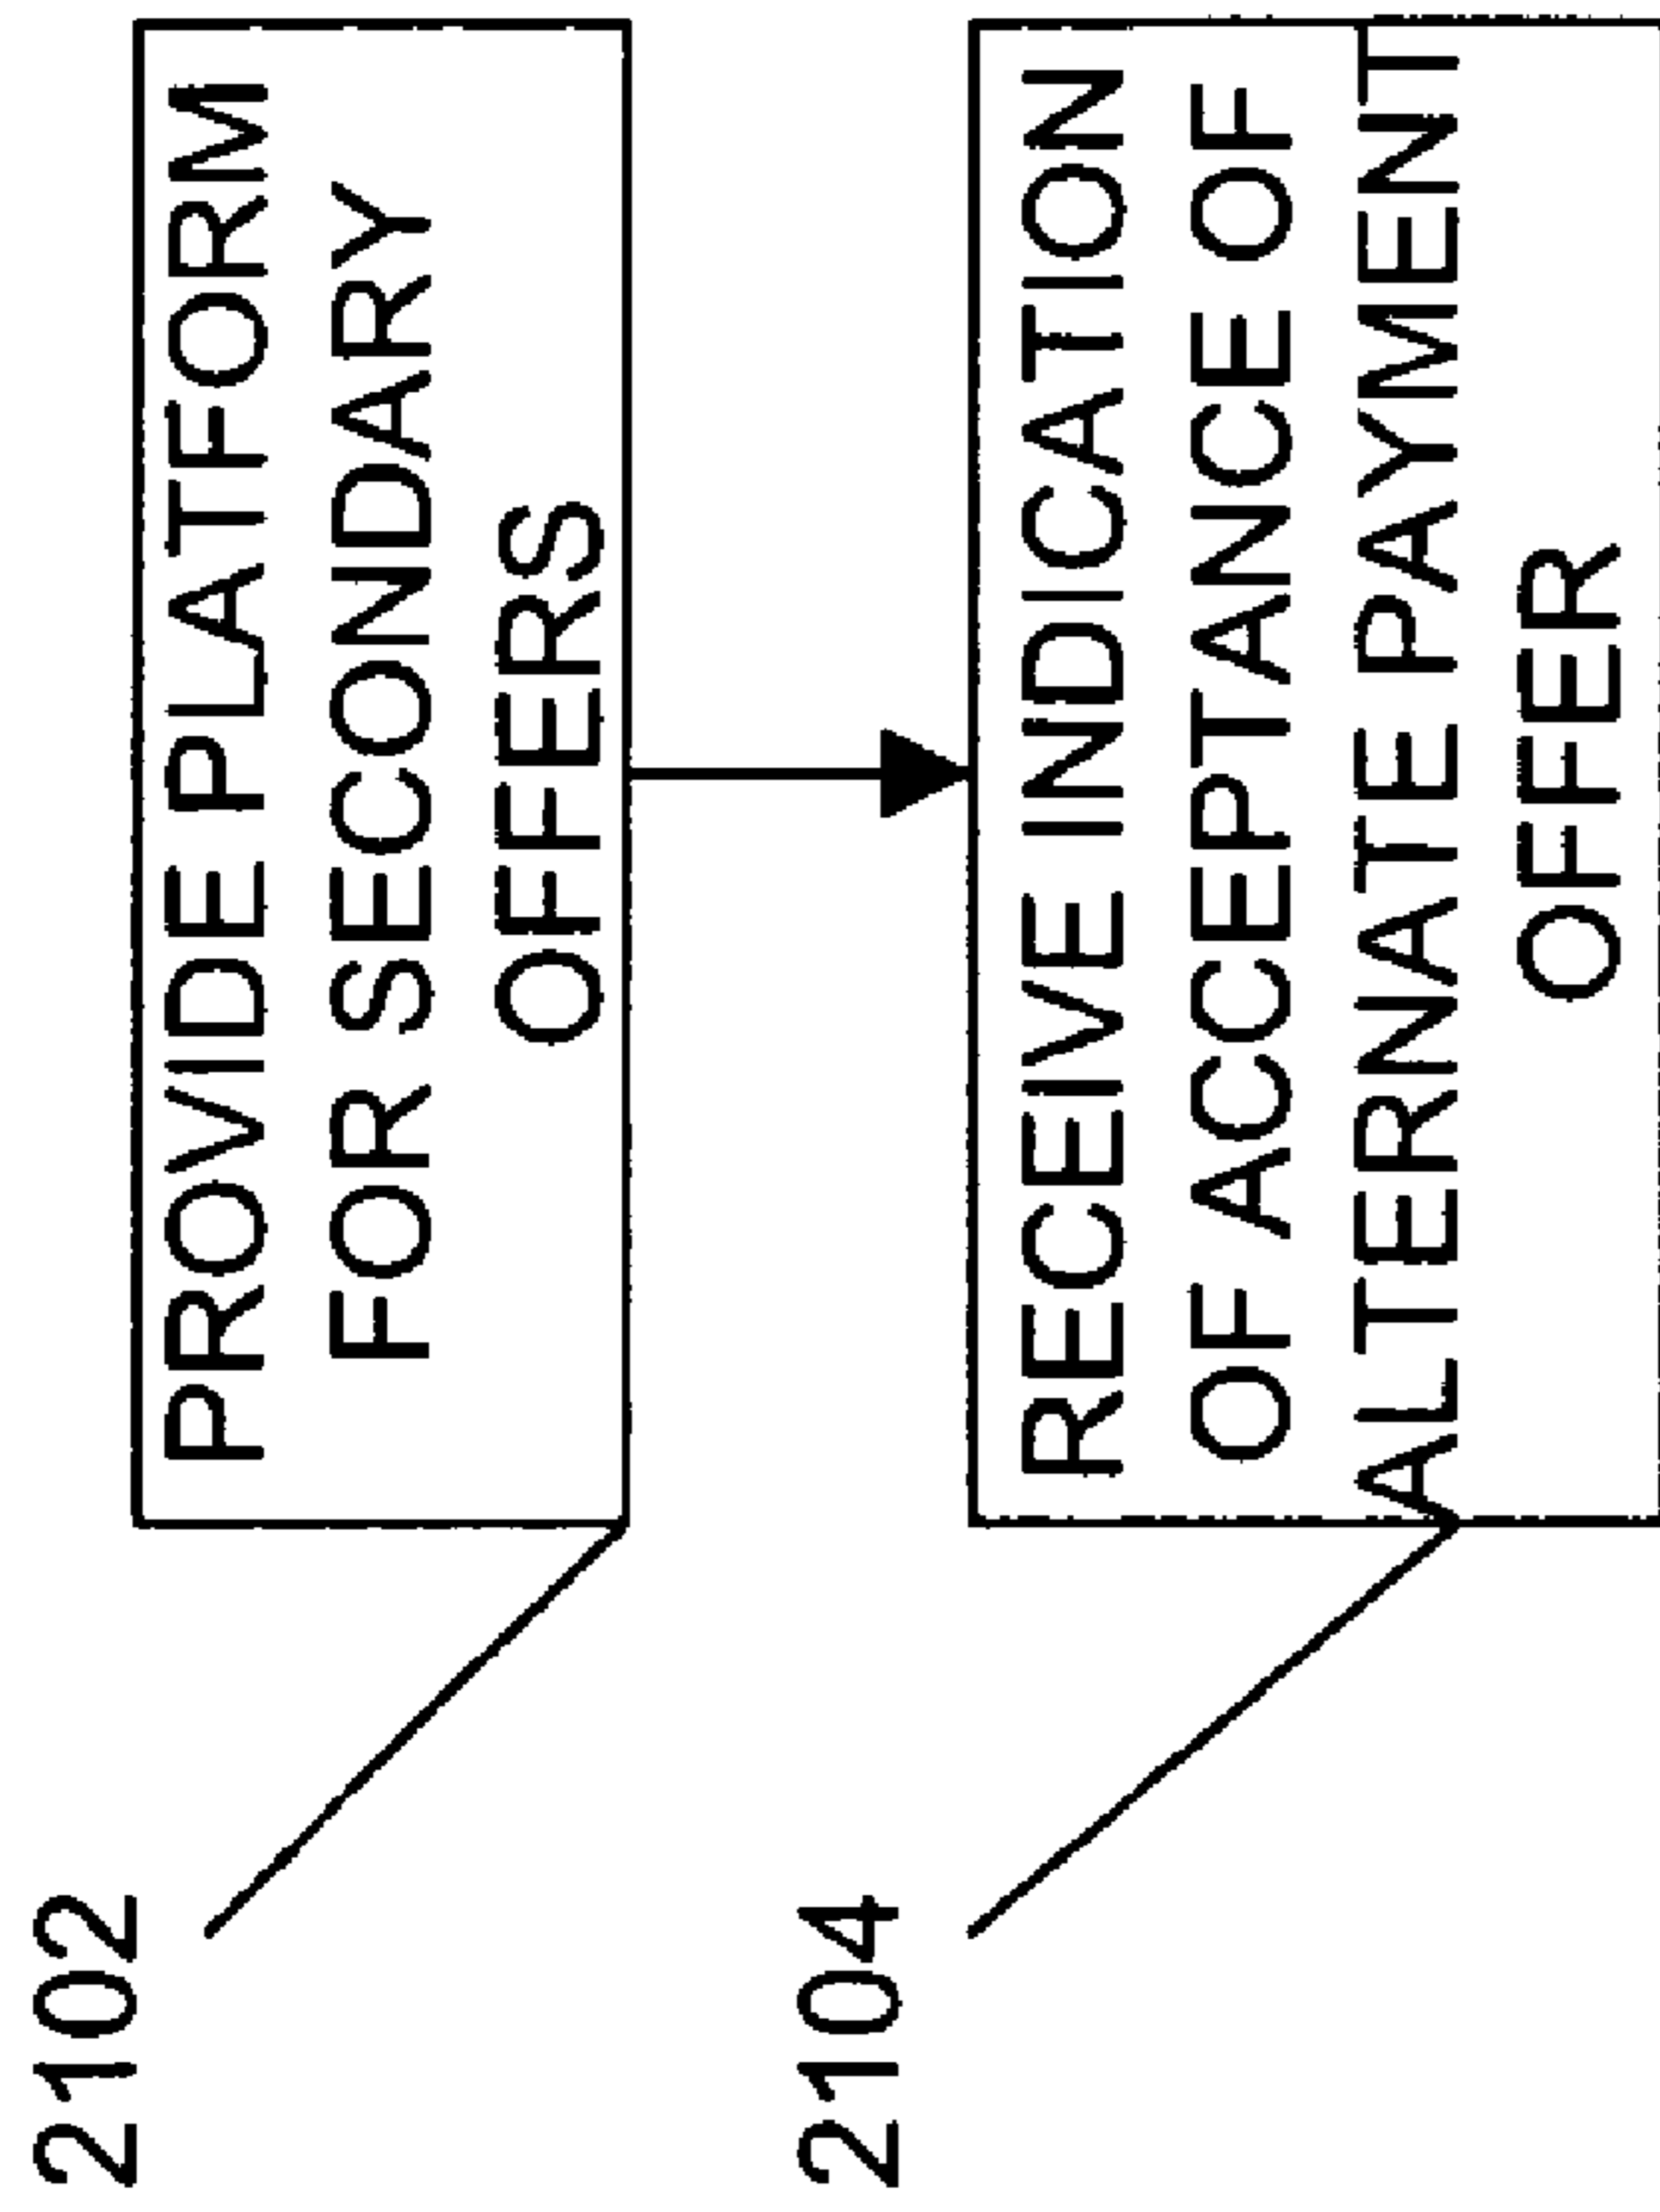 2102
PROVIDE PLATFORM
FOR SECONDARY
OFFERS
2104
RECEIVE INDICATION
OF ACCEPTANCE OF
ALTERNATE PAYMENT
OFFER